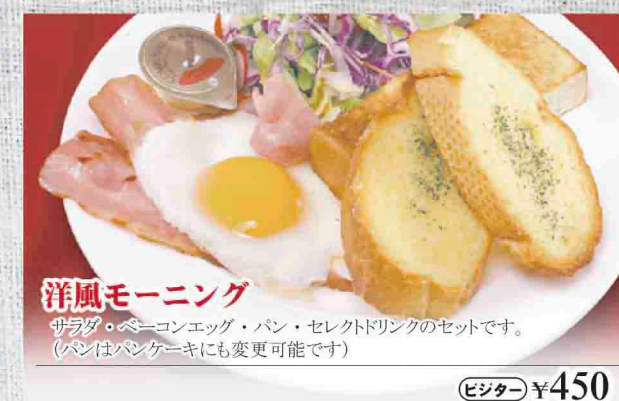 洋風モーニング
サラダ・ベーコンエッグ・パン・セレクトドリンクのセットです。
(パンはパンケーキにも変更可能です)
ビジター ¥450